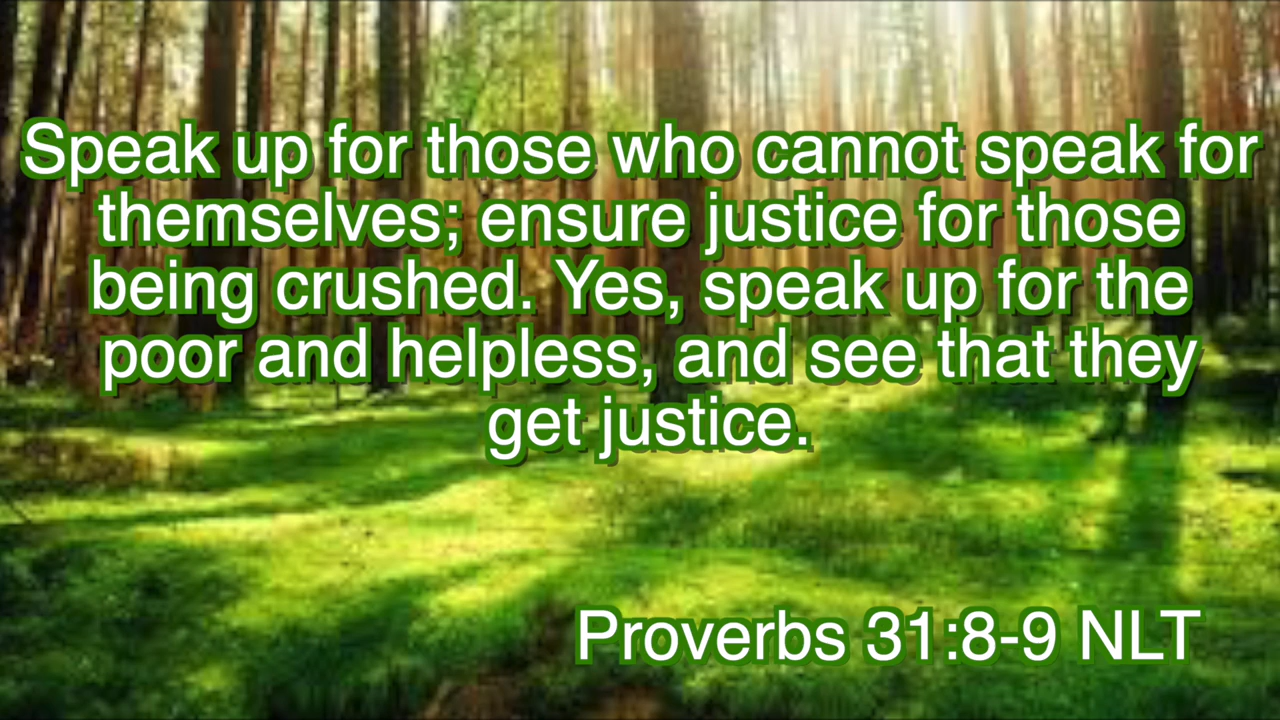 Speak up for those who cannot speak for
themselves; ensure justice for those
being crushed. Yes, speak up for the
poor and helpless, and see that they
get justice.
Proverbs 31:8-9 NLT